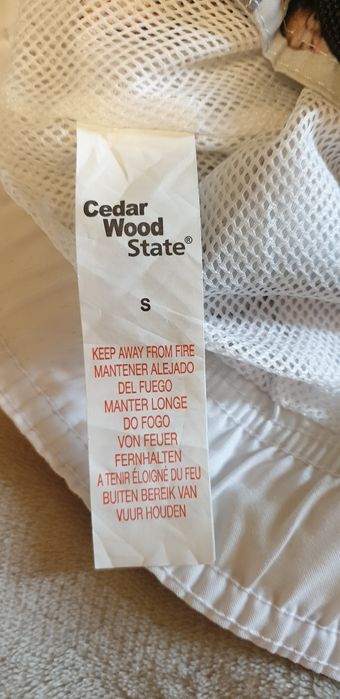 Cedar
Wood
State®
S
KEEP AWAY FROM FIRE
MANTENER ALEJADO
DEL FUEGO
MANTER LONGE
DO FOGO
VON FEUER
FERNHALTEN
A TENIR ÉLOIGNÉ DU FEU
BUITEN BEREIK VAN
VUUR HOUDEN